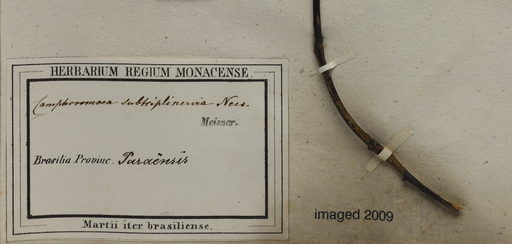 HERBARIUM REGIUM MONACENSE.
Camphoromoea subtriplinervia Nees.
Meisner.
Brasilia Provinc. Paraënsis
Martii iter brasiliense.
imaged 2009